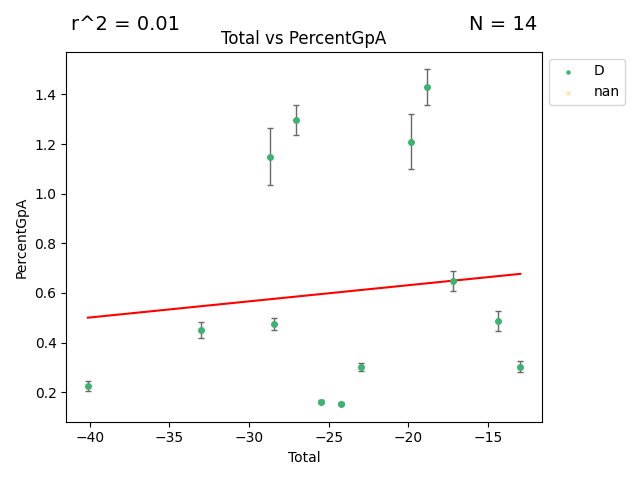 r^2 = 0.01
N = 14
Total vs PercentGpA
D
nan
PercentGpA
1.4
1.2
1.0
0.8
0.6
0.4
0.2
−40
−35
−30
−25
−20
−15
Total